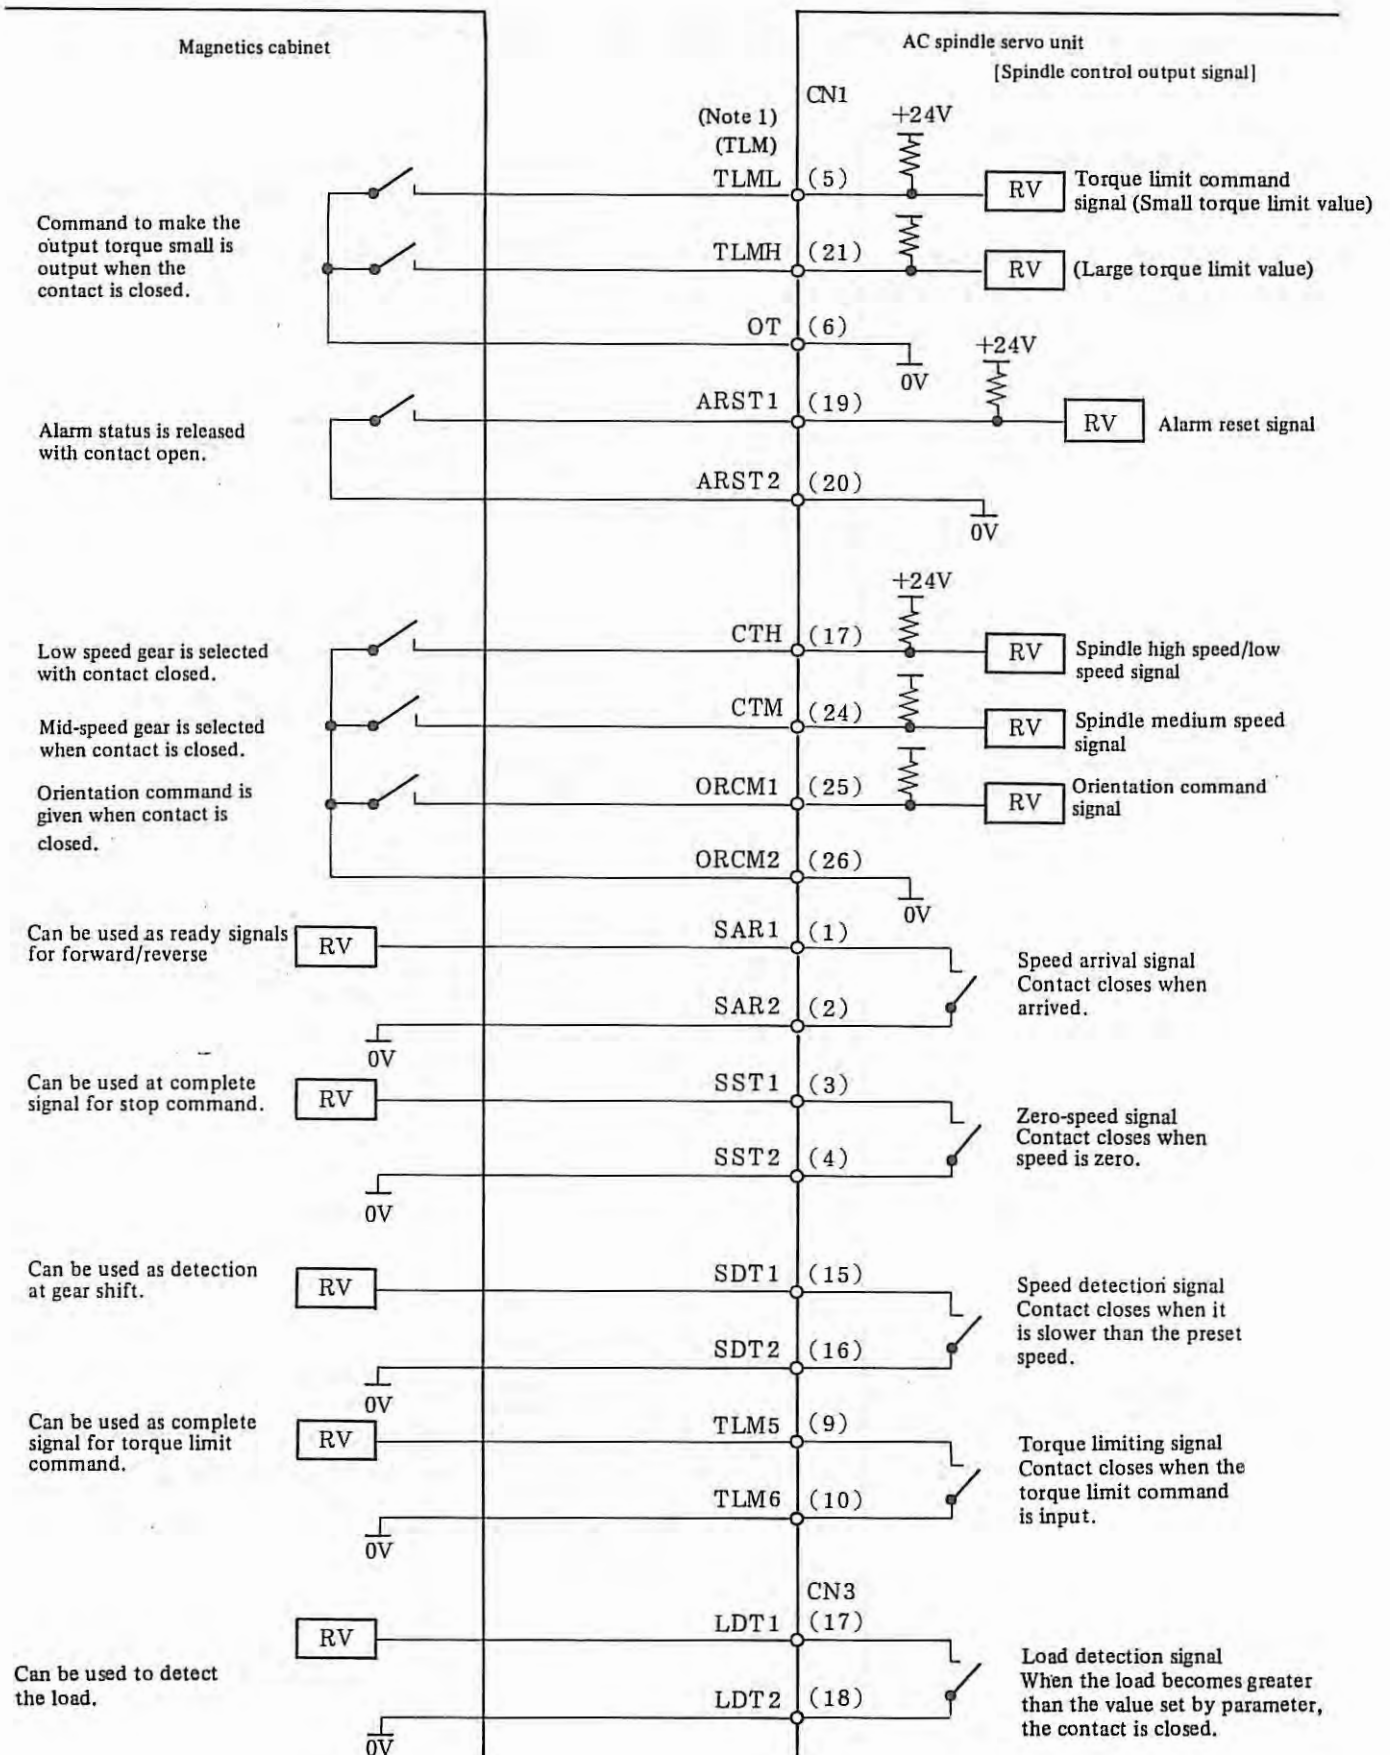 Magnetics cabinet
AC spindle servo unit
[Spindle control output signal]
CN1
(Note 1)
(TLM)
+24V
TLML (5)
RV
Torque limit command
signal (Small torque limit value)
Command to make the
output torque small is
output when the
contact is closed.
TLMH (21)
RV
(Large torque limit value)
OT (6)
0V
+24V
ARST1 (19)
RV
Alarm reset signal
Alarm status is released
with contact open.
ARST2 (20)
0V
+24V
CTH (17)
RV
Spindle high speed/low
speed signal
Low speed gear is selected
with contact closed.
CTM (24)
RV
Spindle medium speed
signal
Mid-speed gear is selected
when contact is closed.
ORCM1 (25)
RV
Orientation command
signal
Orientation command is
given when contact is
closed.
ORCM2 (26)
0V
Can be used as ready signals
for forward/reverse
RV
SAR1 (1)
Speed arrival signal
Contact closes when
arrived.
SAR2 (2)
0V
Can be used at complete
signal for stop command.
RV
SST1 (3)
Zero-speed signal
Contact closes when
speed is zero.
SST2 (4)
0V
Can be used as detection
at gear shift.
RV
SDT1 (15)
Speed detection signal
Contact closes when it
is slower than the preset
speed.
SDT2 (16)
0V
Can be used as complete
signal for torque limit
command.
RV
TLM5 (9)
Torque limiting signal
Contact closes when the
torque limit command
is input.
TLM6 (10)
0V
CN3
RV
LDT1 (17)
Can be used to detect
the load.
Load detection signal
When the load becomes greater
than the value set by parameter,
the contact is closed.
LDT2 (18)
0V